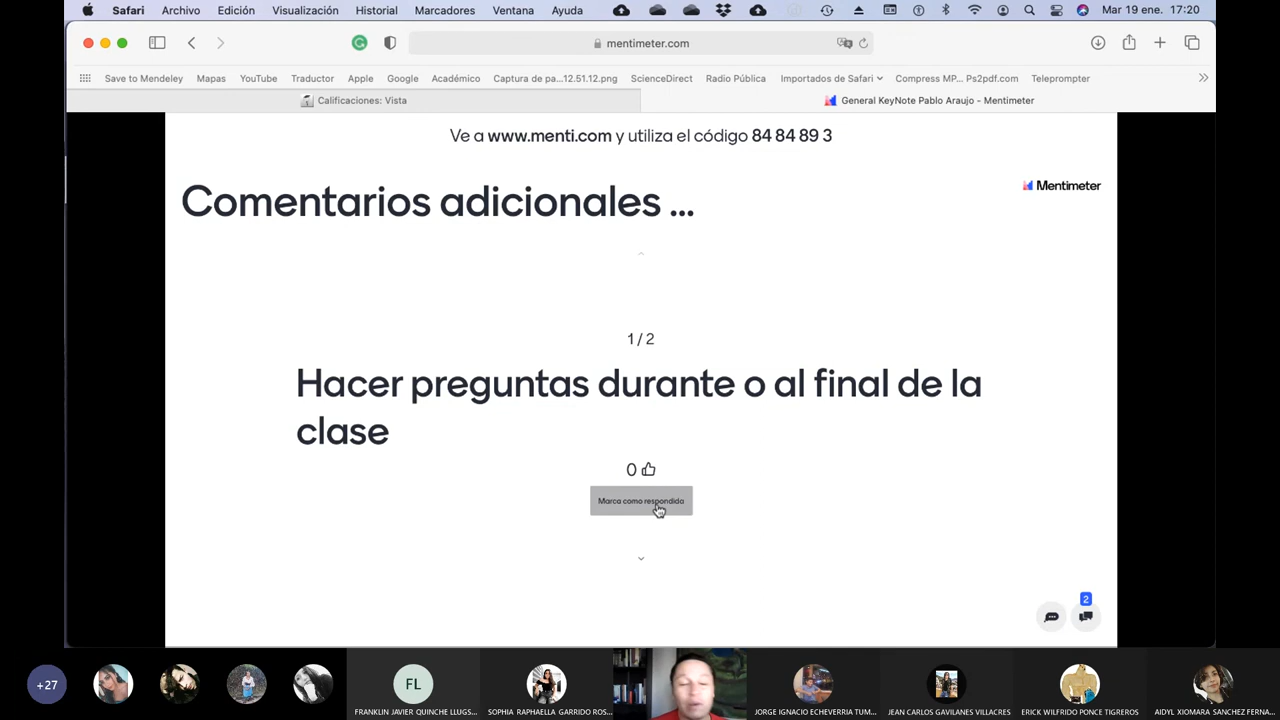 Safari Archivo Edición Visualización Historial Marcadores Ventana Ayuda Mar 19 ene. 17:20
mentimeter.com
Save to Mendeley Mapas YouTube Traductor Apple Google Académico Captura de pa...12.51.12.png ScienceDirect Radio Pública Importados de Safari Compress MP... Ps2pdf.com Teleprompter
Calificaciones: Vista
General KeyNote Pablo Araujo - Mentimeter
Ve a www.menti.com y utiliza el código 84 84 89 3
Mentimeter
Comentarios adicionales ...
1 / 2
Hacer preguntas durante o al final de la
clase
0
Marca como respondida
2
+27
FL
FRANKLIN JAVIER QUINCHE LLUGS...
SOPHIA RAPHAELLA GARRIDO ROS...
JORGE IGNACIO ECHEVERRIA TUM...
JEAN CARLOS GAVILANES VILLACRES
ERICK WILFRIDO PONCE TIGREROS
AIDYL XIOMARA SANCHEZ FERNA...